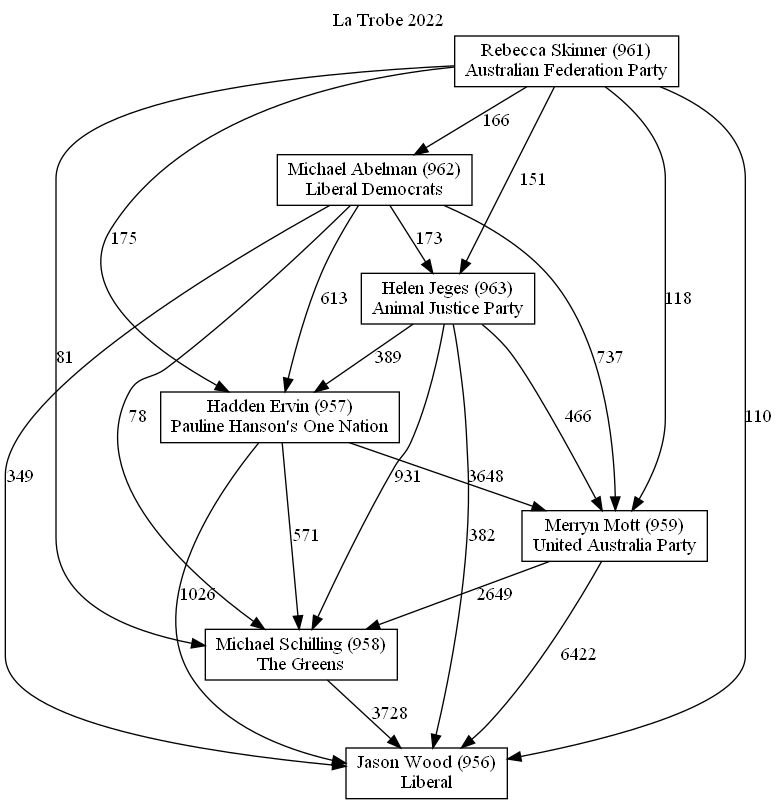 La Trobe 2022
Rebecca Skinner (961)
Australian Federation Party
166
Michael Abelman (962)
Liberal Democrats
151
175
173
Helen Jeges (963)
Animal Justice Party
613
118
81
389
737
Hadden Ervin (957)
Pauline Hanson's One Nation
78
466
110
349
931
3648
571
382
Merryn Mott (959)
United Australia Party
1026
2649
Michael Schilling (958)
The Greens
6422
3728
Jason Wood (956)
Liberal